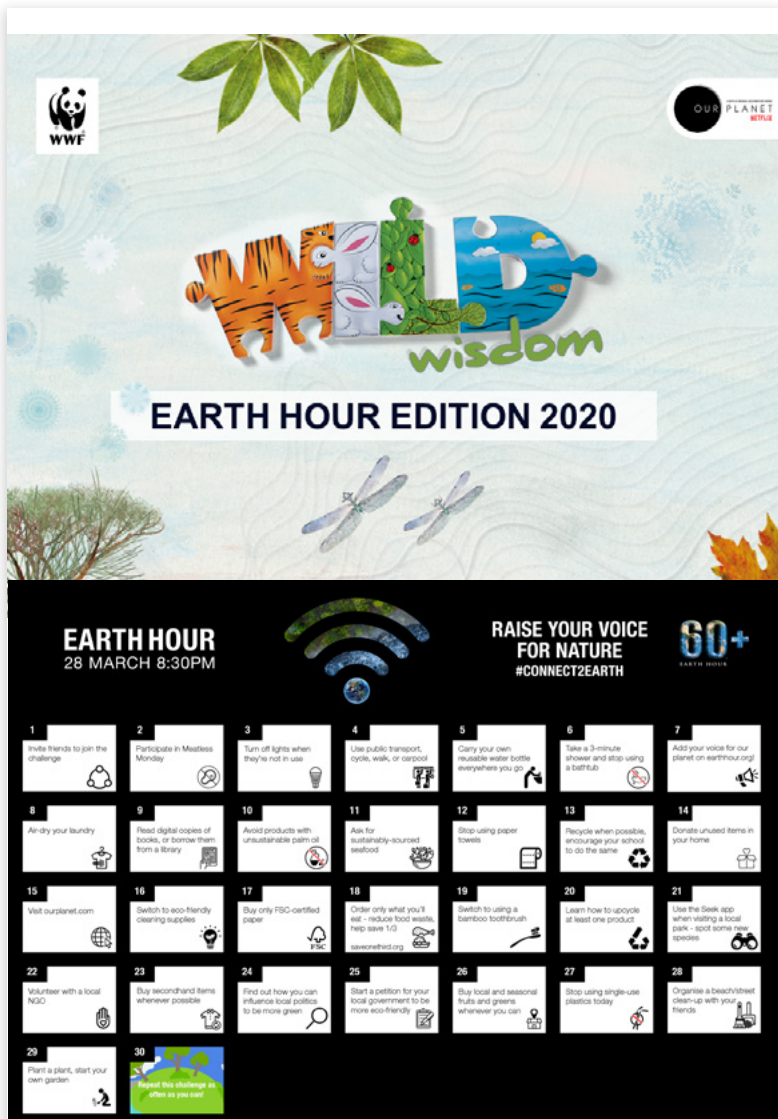 WWF
OUR PLANET
NETFLIX
WILD
wisdom
EARTH HOUR EDITION 2020
EARTH HOUR
28 MARCH 8:30PM
RAISE YOUR VOICE
FOR NATURE
#CONNECT2EARTH
60+
EARTH HOUR
1
Invite friends to join the
challenge
2
Participate in Meatless
Monday
3
Turn off lights when
they're not in use
4
Use public transport,
cycle, walk, or carpool
5
Carry your own
reusable water bottle
everywhere you go
6
Take a 3-minute
shower and stop using
a bathtub
7
Add your voice for our
planet on earthhour.org!
8
Air-dry your laundry
9
Read digital copies of
books, or borrow them
from a library
10
Avoid products with
unsustainable palm oil
11
Ask for
sustainably-sourced
seafood
12
Stop using paper
towels
13
Recycle when possible,
encourage your school
to do the same
14
Donate unused items in
your home
15
Visit ourplanet.com
16
Switch to eco-friendly
cleaning supplies
17
Buy only FSC-certified
paper
FSC
18
Order only what you'll
eat - reduce food waste,
help save 1/3
saveonethird.org
19
Switch to using a
bamboo toothbrush
20
Learn how to upcycle
at least one product
21
Use the Seek app
when visiting a local
park - spot some new
species
22
Volunteer with a local
NGO
23
Buy secondhand items
whenever possible
24
Find out how you can
influence local politics
to be more green
25
Start a petition for your
local government to be
more eco-friendly
26
Buy local and seasonal
fruits and greens
whenever you can
27
Stop using single-use
plastics today
28
Organise a beach/street
clean-up with your
friends
29
Plant a plant, start your
own garden
30
Repeat this challenge as
often as you can!